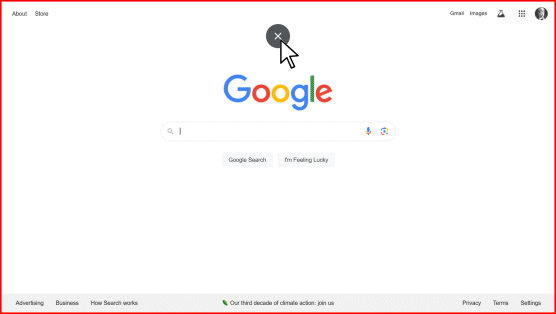 About Store
Gmail Images
Google
Google Search I'm Feeling Lucky
Advertising Business How Search works
Our third decade of climate action: join us
Privacy Terms Settings